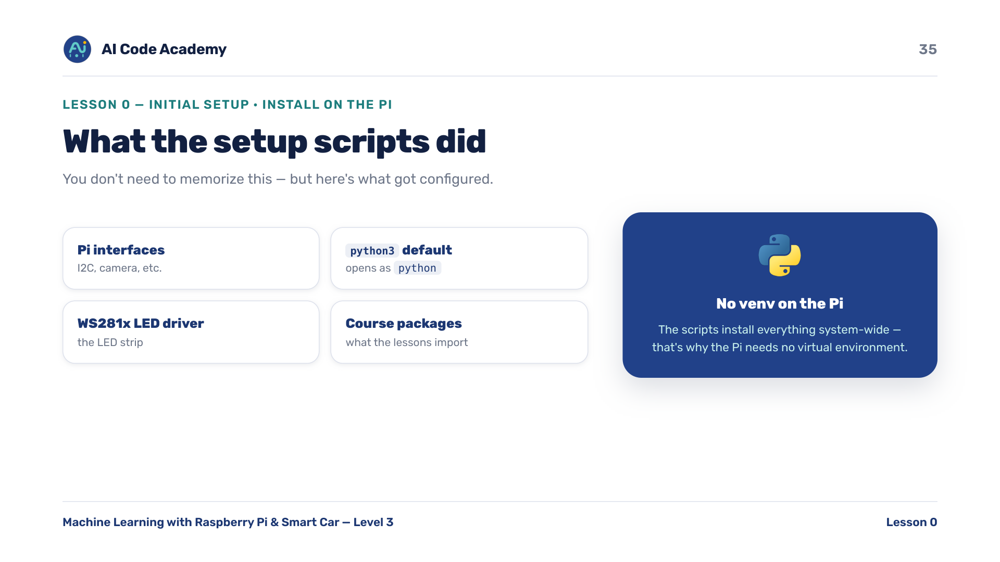 AI Code Academy
35
LESSON 0 — INITIAL SETUP • INSTALL ON THE PI
What the setup scripts did
You don't need to memorize this — but here's what got configured.
Pi interfaces
I2C, camera, etc.
python3 default
opens as python
WS281x LED driver
the LED strip
Course packages
what the lessons import
No venv on the Pi
The scripts install everything system-wide —
that's why the Pi needs no virtual environment.
Machine Learning with Raspberry Pi & Smart Car — Level 3
Lesson 0